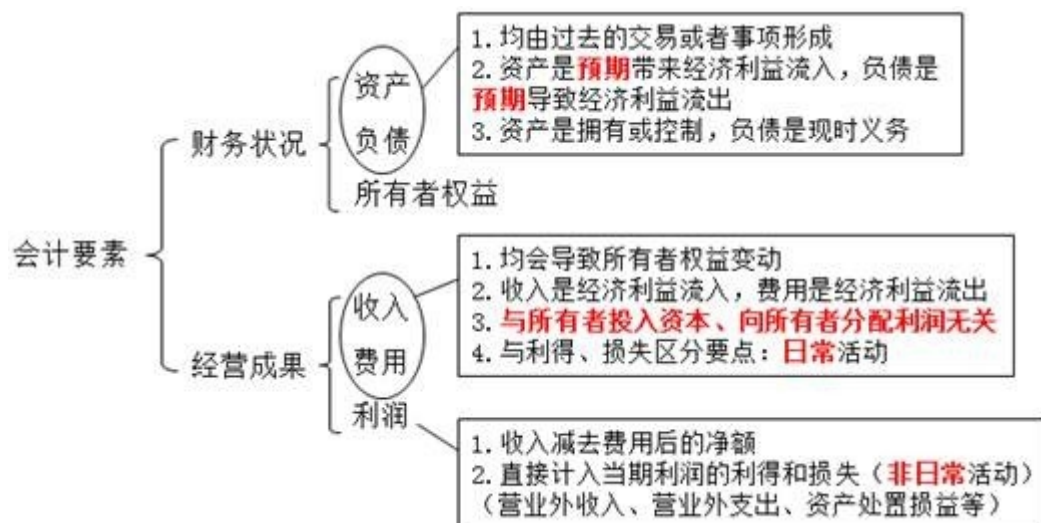 会计要素
财务状况
资产
负债
所有者权益
1. 均由过去的交易或者事项形成
2. 资产是预期带来经济利益流入，负债是
预期导致经济利益流出
3. 资产是拥有或控制，负债是现时义务
经营成果
收入
费用
利润
1. 均会导致所有者权益变动
2. 收入是经济利益流入，费用是经济利益流出
3. 与所有者投入资本、向所有者分配利润无关
4. 与利得、损失区分要点：日常活动
1. 收入减去费用后的净额
2. 直接计入当期利润的利得和损失（非日常活动）
（营业外收入、营业外支出、资产处置损益等）